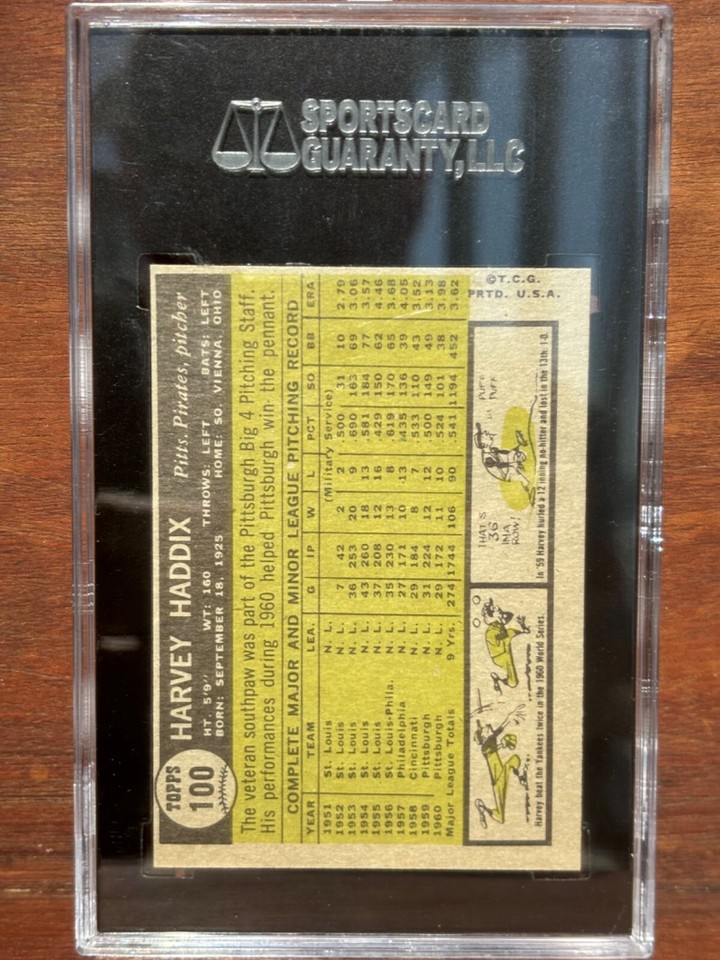 SPORTSCARD
GUARANTY, LLC
TOPPS
100
HARVEY HADDIX Pitts. Pirates, pitcher
HT: 5'9" WT: 160 THROWS: LEFT BATS: LEFT
BORN: SEPTEMBER 18, 1925 HOME: SO. VIENNA, OHIO
The veteran southpaw was part of the Pittsburgh Big 4 Pitching Staff.
His performances during 1960 helped Pittsburgh win the pennant.
COMPLETE MAJOR AND MINOR LEAGUE PITCHING RECORD
YEAR TEAM LEA. G IP W L PCT SO BB ERA
1951 St. Louis N. L. (Military Service)
1952 St. Louis N. L. 7 42 2 2 .500 31 10 2.79
1953 St. Louis N. L. 36 253 20 9 .690 163 69 3.06
1954 St. Louis N. L. 43 260 18 13 .581 184 77 3.57
1955 St. Louis N. L. 37 208 12 16 .429 150 62 4.46
1956 St. Louis-Phila. N. L. 35 230 13 8 .619 170 65 3.68
1957 Philadelphia N. L. 27 171 10 13 .435 136 39 4.05
1958 Cincinnati N. L. 29 184 8 7 .533 110 43 3.52
1959 Pittsburgh N. L. 31 224 12 12 .500 149 49 3.13
1960 Pittsburgh N. L. 29 172 11 10 .524 101 38 3.98
Major League Totals 9 Yrs. 274 1744 106 90 .541 1194 452 3.62
©T.C.G.
PRTD. U.S.A.
Harvey beat the Yankees twice in the 1960 World Series.
THAT'S
36
INA
ROW!
PUFF
PUFF
In '59 Harvey hurled a 12 inning no-hitter and lost in the 13th. 1-0.